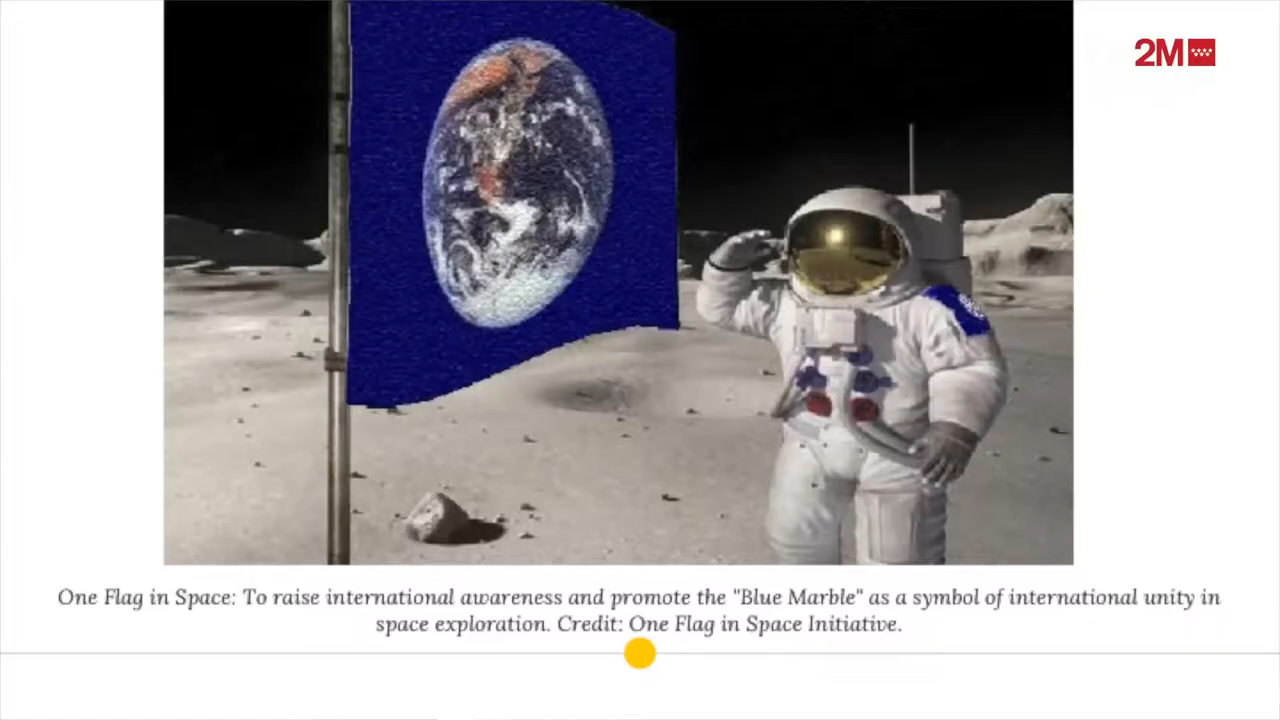 2M
One Flag in Space: To raise international awareness and promote the "Blue Marble" as a symbol of international unity in
space exploration. Credit: One Flag in Space Initiative.